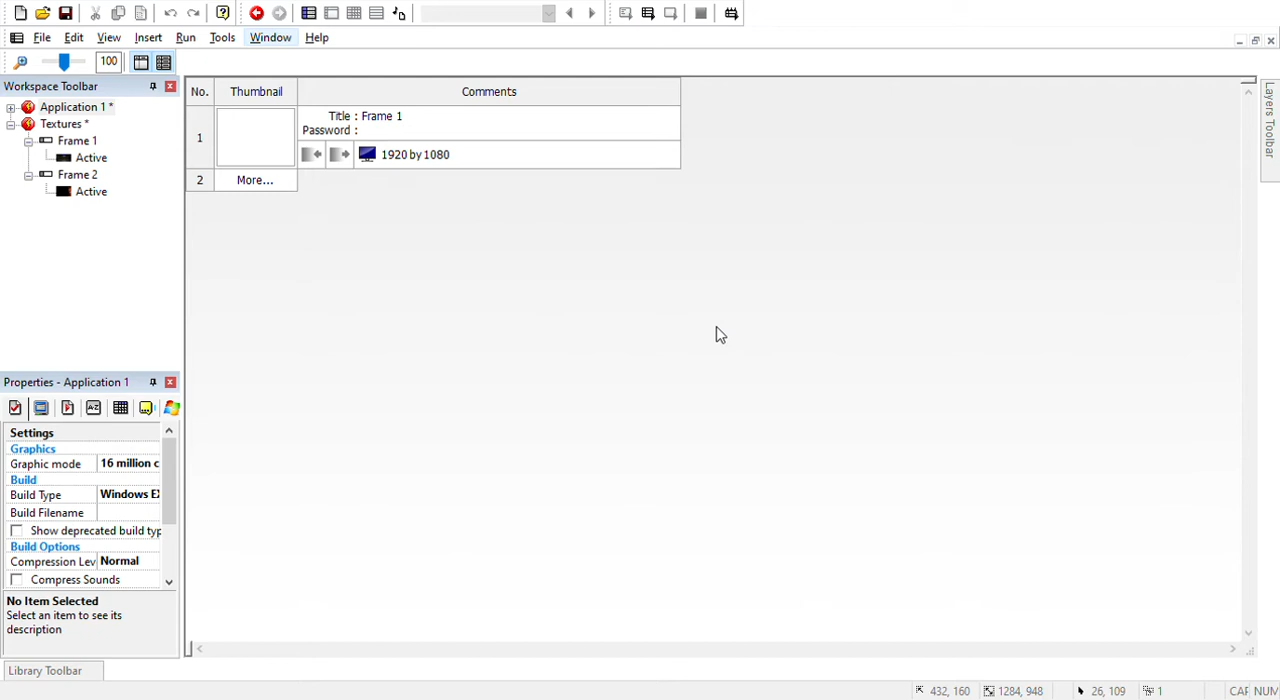 File Edit View Insert Run Tools Window Help
100
Workspace Toolbar
Application 1 *
Textures *
Frame 1
Active
Frame 2
Active
No. Thumbnail Comments
1
Title : Frame 1
Password :
1920 by 1080
2 More...
Layers Toolbar
Properties - Application 1
Settings
Graphics
Graphic mode 16 million c
Build
Build Type Windows EX
Build Filename
Show deprecated build typ
Build Options
Compression Lev Normal
Compress Sounds
No Item Selected
Select an item to see its
description
Library Toolbar
432, 160 1284, 948 26, 109 1 CAP NUM